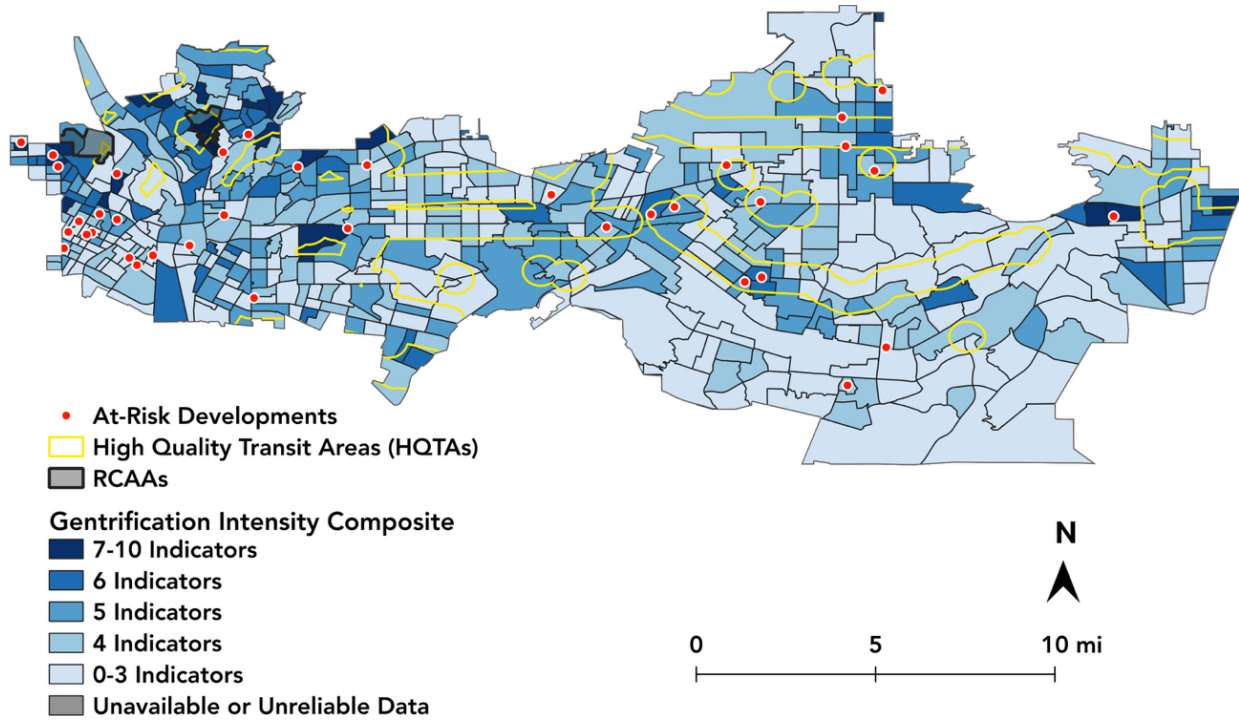 At-Risk Developments
High Quality Transit Areas (HQTAs)
RCAAs
Gentrification Intensity Composite
7-10 Indicators
6 Indicators
5 Indicators
4 Indicators
0-3 Indicators
Unavailable or Unreliable Data
N
0 5 10 mi